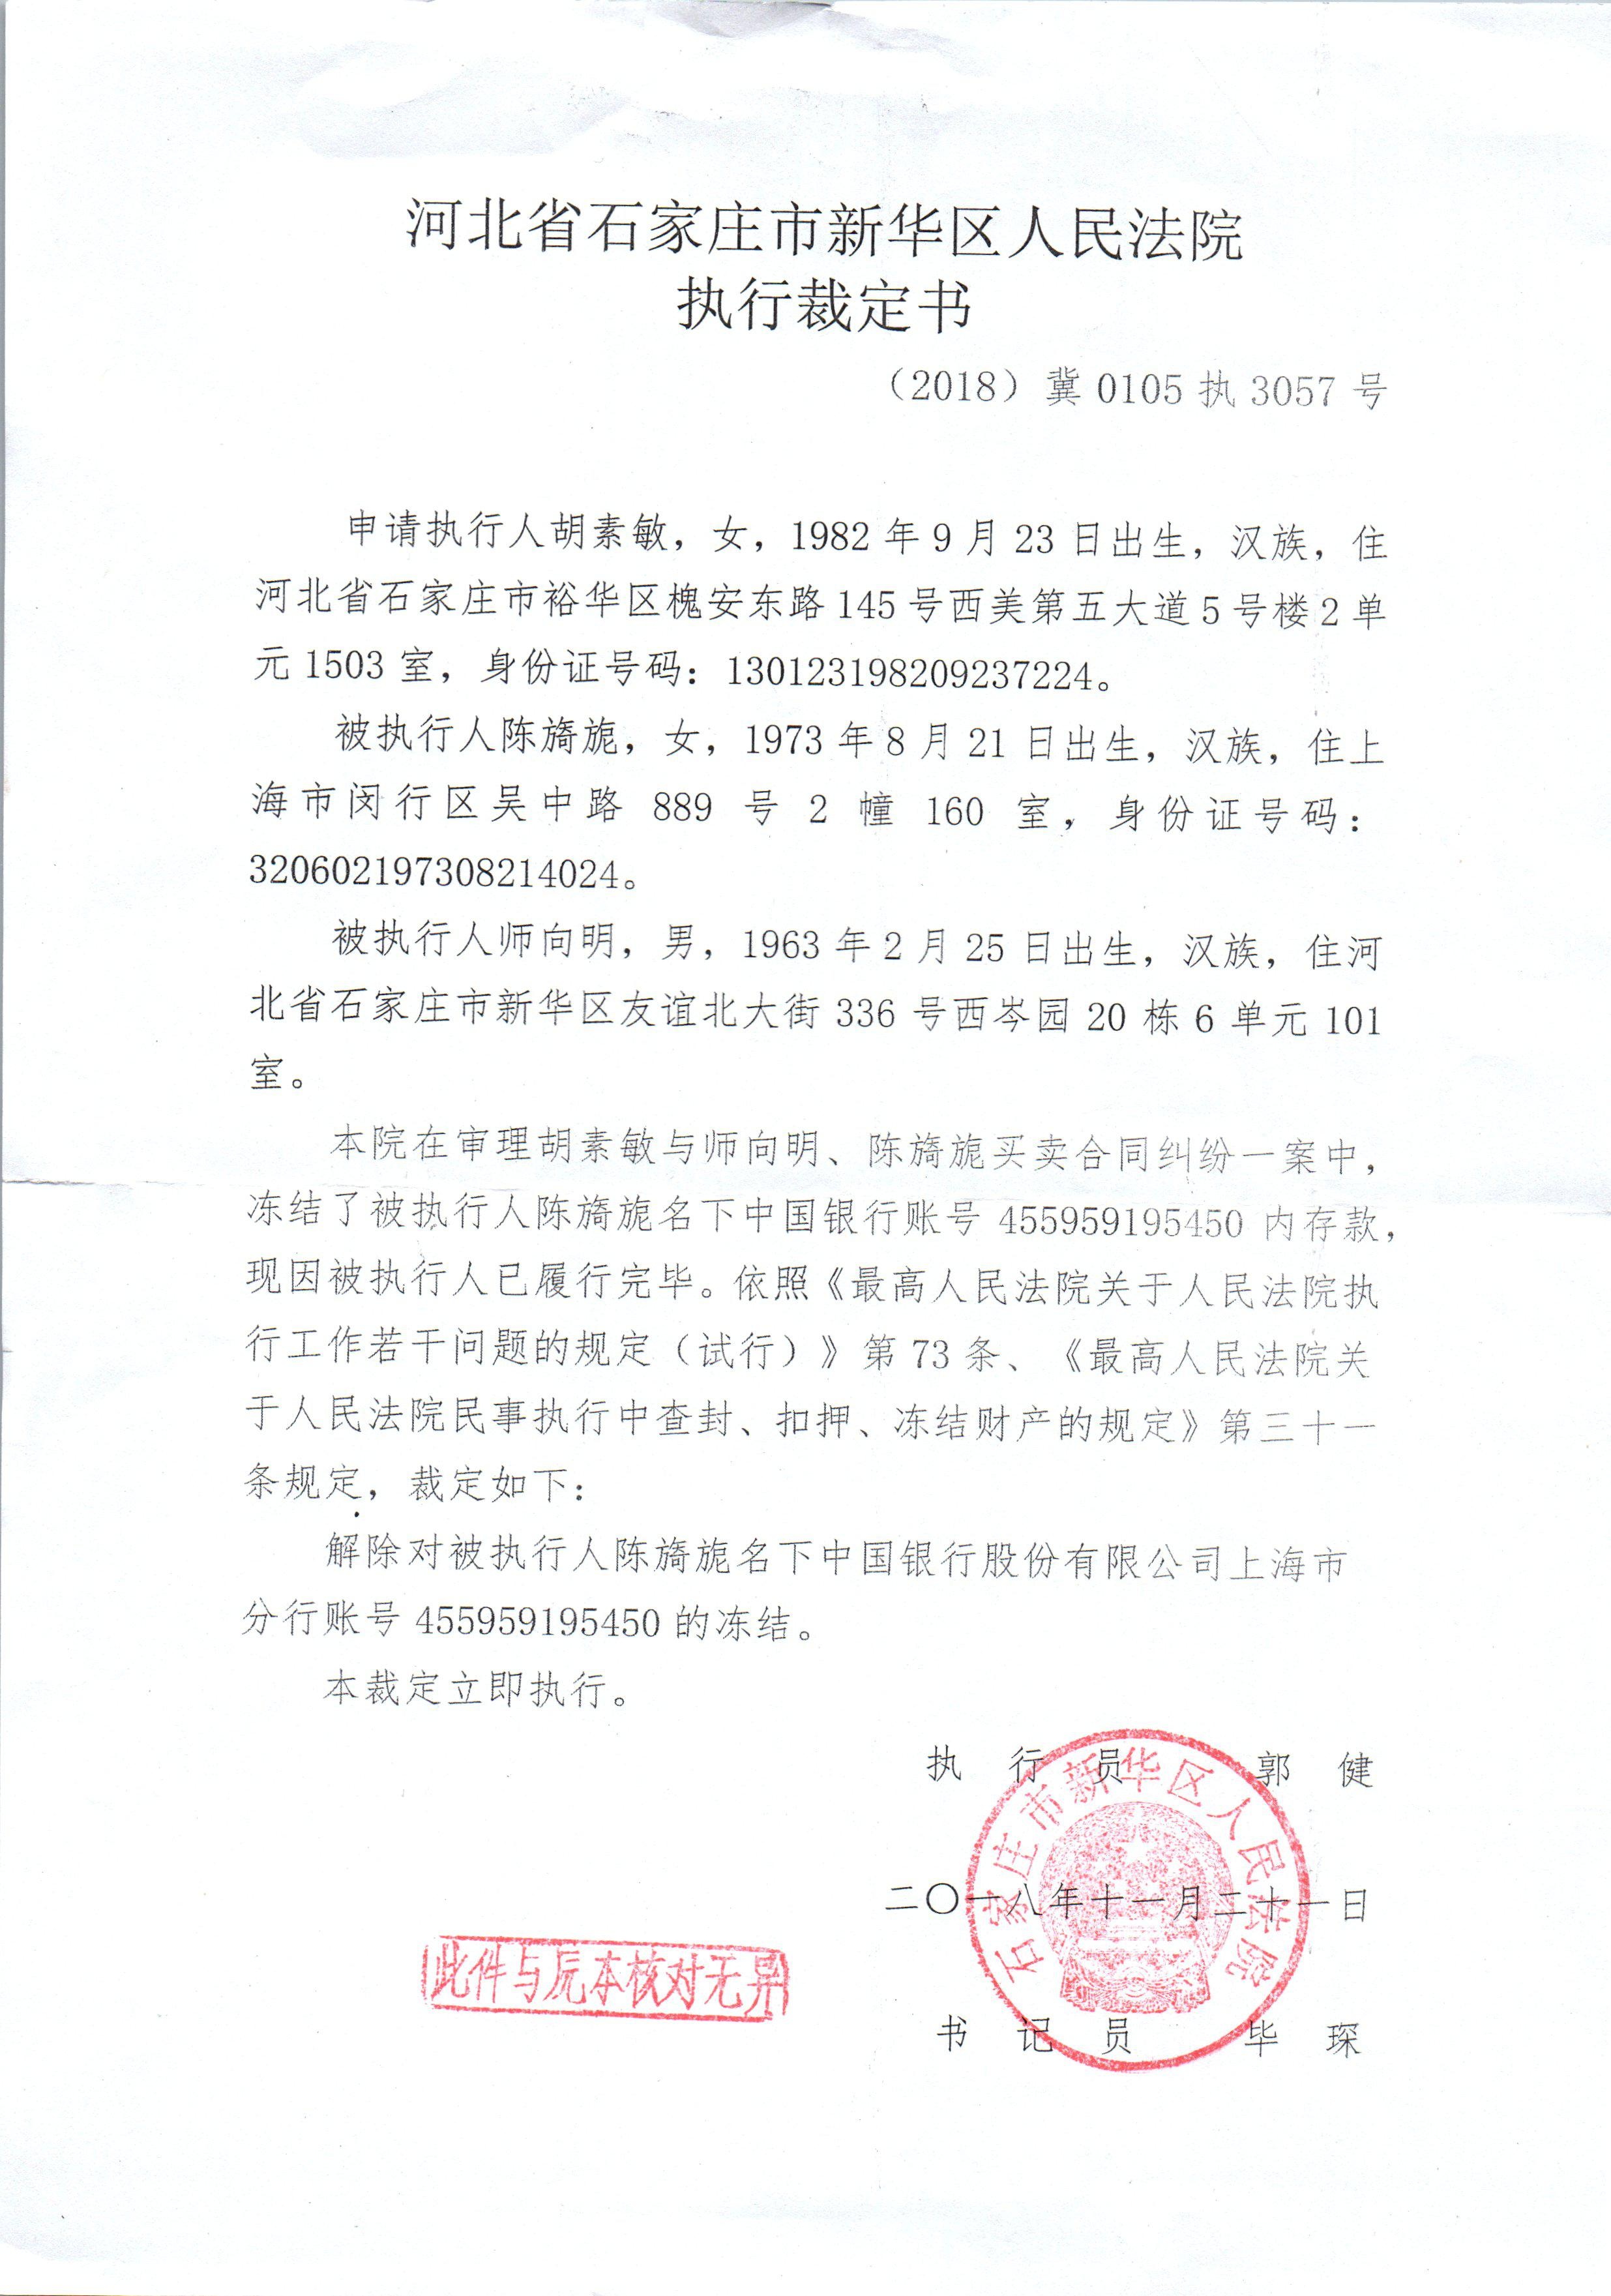 河北省石家庄市新华区人民法院
执行裁定书
（2018）冀 0105 执 3057 号
申请执行人胡素敏，女，1982 年 9 月 23 日出生，汉族，住
河北省石家庄市裕华区槐安东路 145 号西美第五大道 5 号楼 2 单
元 1503 室，身份证号码：130123198209237224。
被执行人陈旖旎，女，1973 年 8 月 21 日出生，汉族，住上
海市闵行区吴中路 889 号 2 幢 160 室，身份证号码：
320602197308214024。
被执行人师向明，男，1963 年 2 月 25 日出生，汉族，住河
北省石家庄市新华区友谊北大街 336 号西岑园 20 栋 6 单元 101
室。
本院在审理胡素敏与师向明、陈旖旎买卖合同纠纷一案中，
冻结了被执行人陈旖旎名下中国银行账号 455959195450 内存款，
现因被执行人已履行完毕。依照《最高人民法院关于人民法院执
行工作若干问题的规定（试行）》第 73 条、《最高人民法院关
于人民法院民事执行中查封、扣押、冻结财产的规定》第三十一
条规定，裁定如下：
解除对被执行人陈旖旎名下中国银行股份有限公司上海市
分行账号 455959195450 的冻结。
本裁定立即执行。
执 行 员 郭 健
石家庄市新华区人民法院
二〇一八年十一月二十一日
此件与原本核对无异
书 记 员 毕 琛